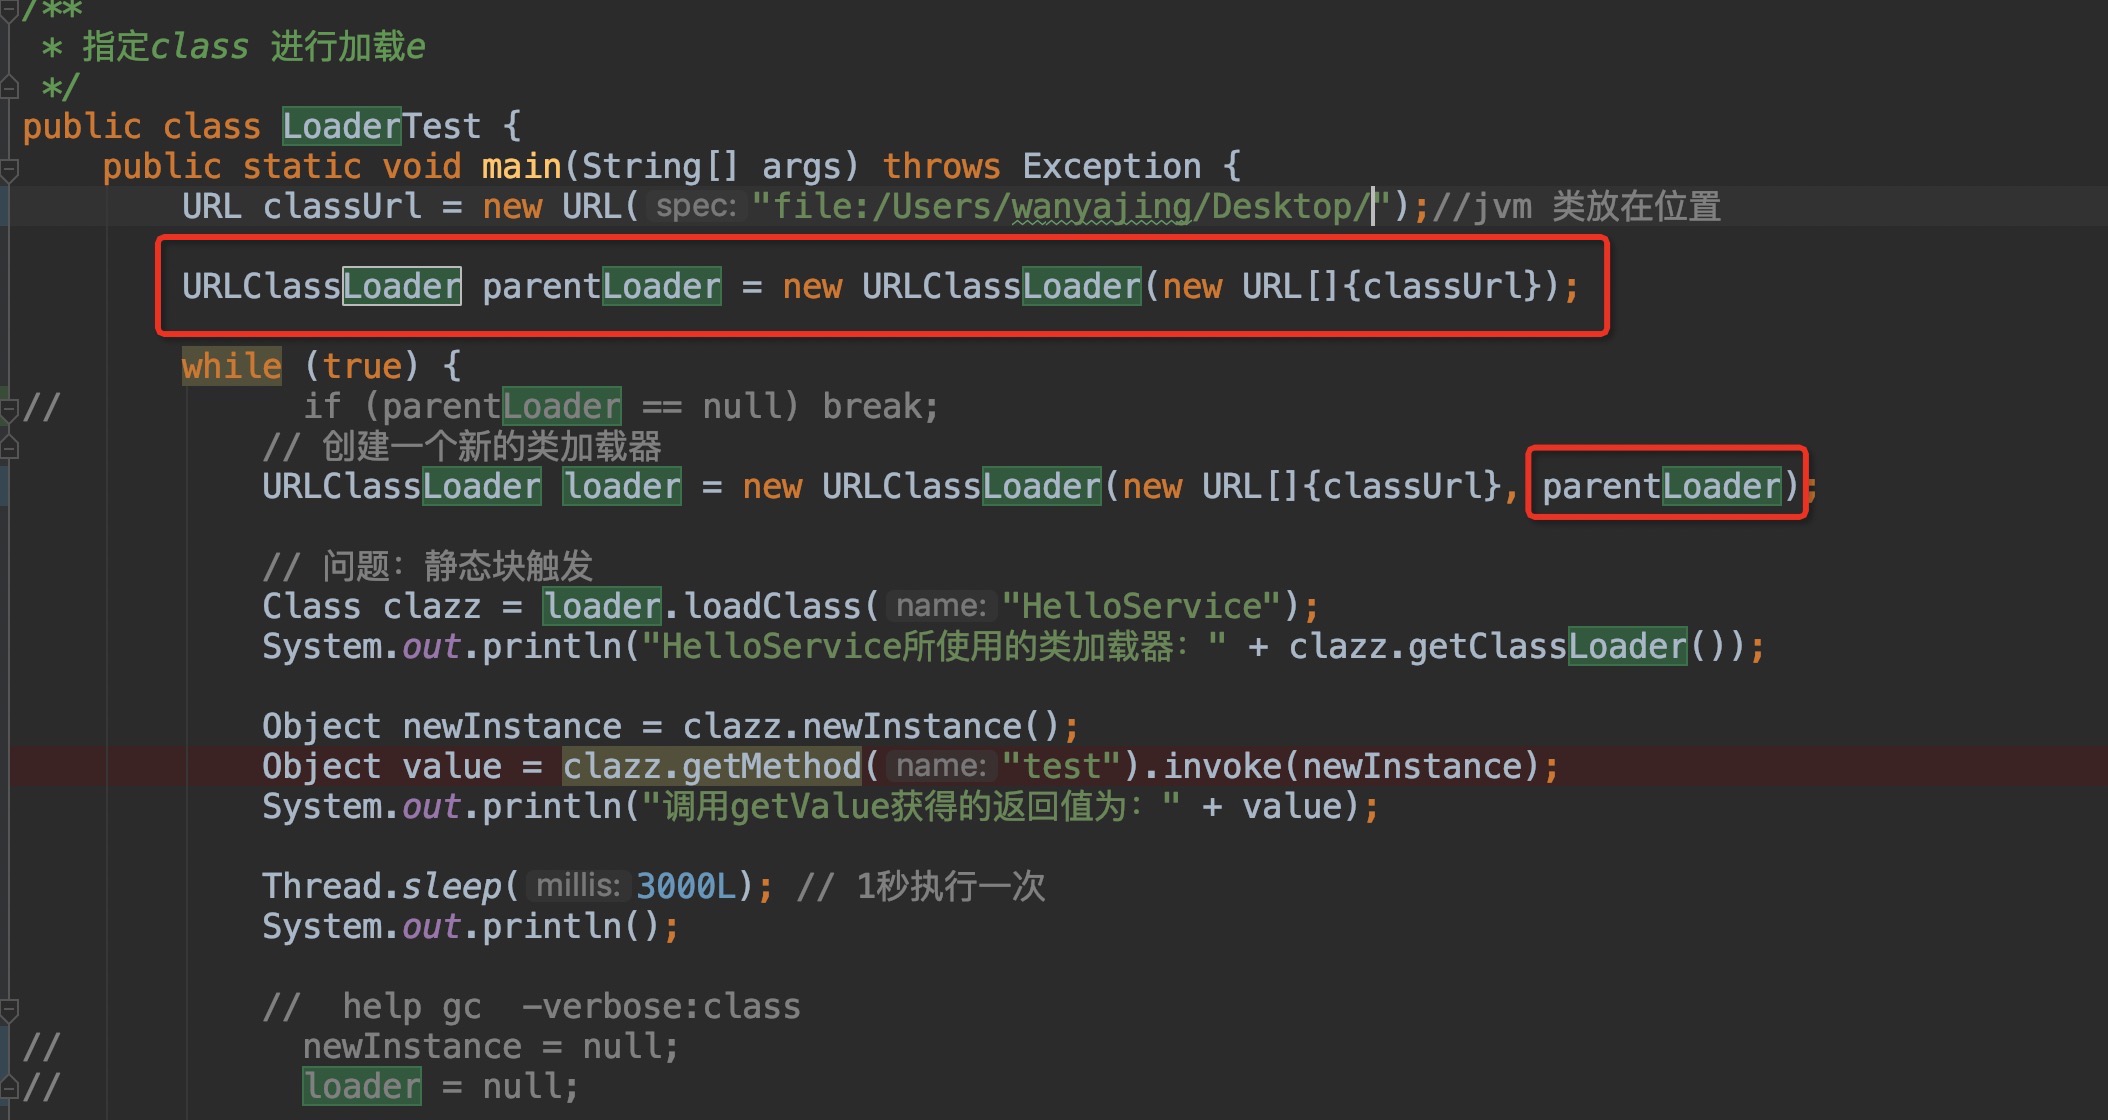 /**
* 指定class 进行加载e
*/
public class LoaderTest {
public static void main(String[] args) throws Exception {
URL classUrl = new URL( spec: "file:/Users/wanyajing/Desktop/");//jvm 类放在位置
URLClassLoader parentLoader = new URLClassLoader(new URL[]{classUrl});
while (true) {
// if (parentLoader == null) break;
// 创建一个新的类加载器
URLClassLoader loader = new URLClassLoader(new URL[]{classUrl}, parentLoader);
// 问题：静态块触发
Class clazz = loader.loadClass( name: "HelloService");
System.out.println("HelloService所使用的类加载器：" + clazz.getClassLoader());
Object newInstance = clazz.newInstance();
Object value = clazz.getMethod( name: "test").invoke(newInstance);
System.out.println("调用getValue获得的返回值为：" + value);
Thread.sleep( millis: 3000L); // 1秒执行一次
System.out.println();
// help gc -verbose:class
// newInstance = null;
// loader = null;